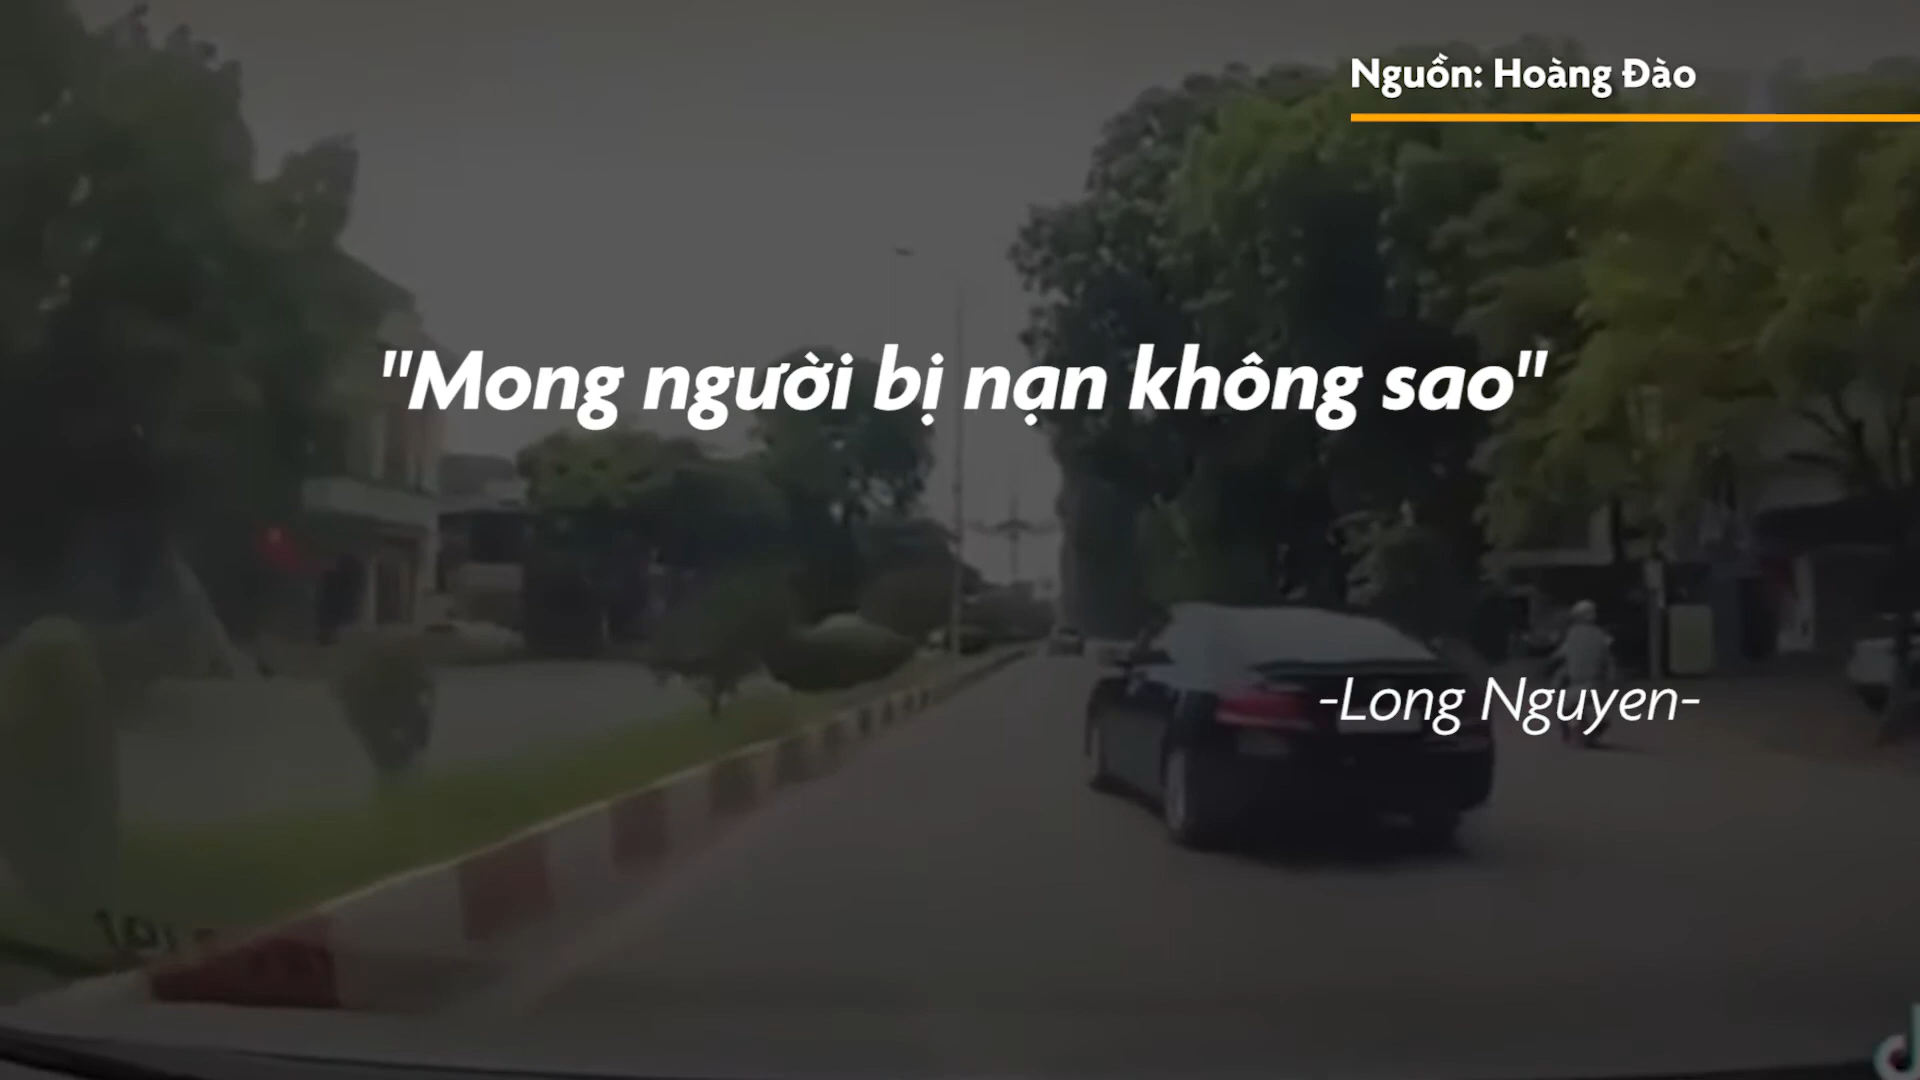 Nguồn: Hoàng Đào
"Mong người bị nạn không sao"
-Long Nguyen-